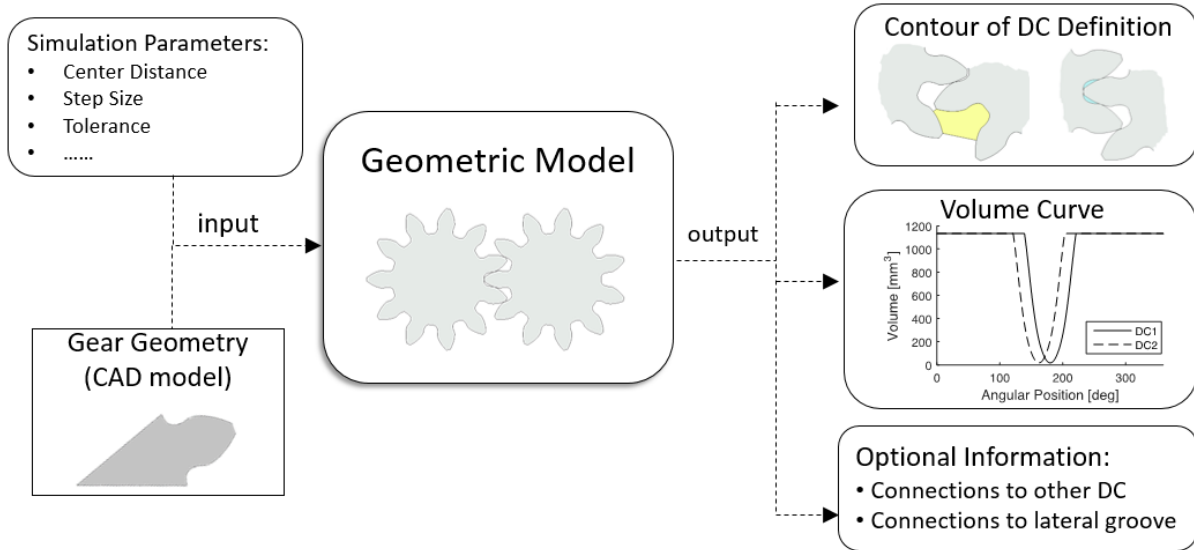 Simulation Parameters:
• Center Distance
• Step Size
• Tolerance
• ......
input
Gear Geometry
(CAD model)
Geometric Model
output
Contour of DC Definition
Volume Curve
1200
1000
800
600
400
200
0
Volume [mm³]
DC1
DC2
0 100 200 300
Angular Position [deg]
Optional Information:
• Connections to other DC
• Connections to lateral groove